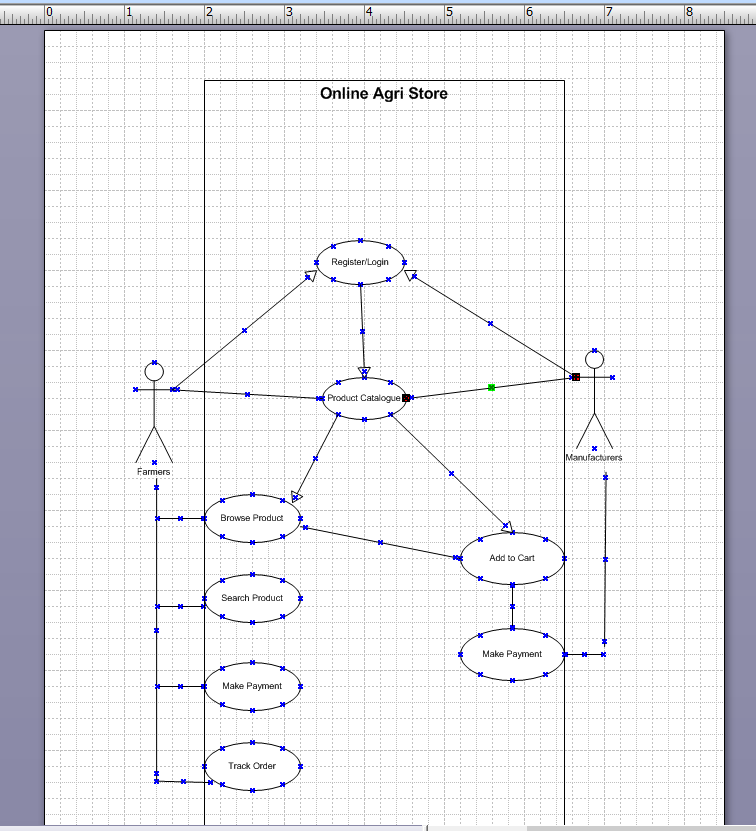 0 1 2 3 4 5 6 7 8
Online Agri Store
Register/Login
Product Catalogue
Manufacturers
Farmers
Browse Product
Add to Cart
Search Product
Make Payment
Make Payment
Track Order